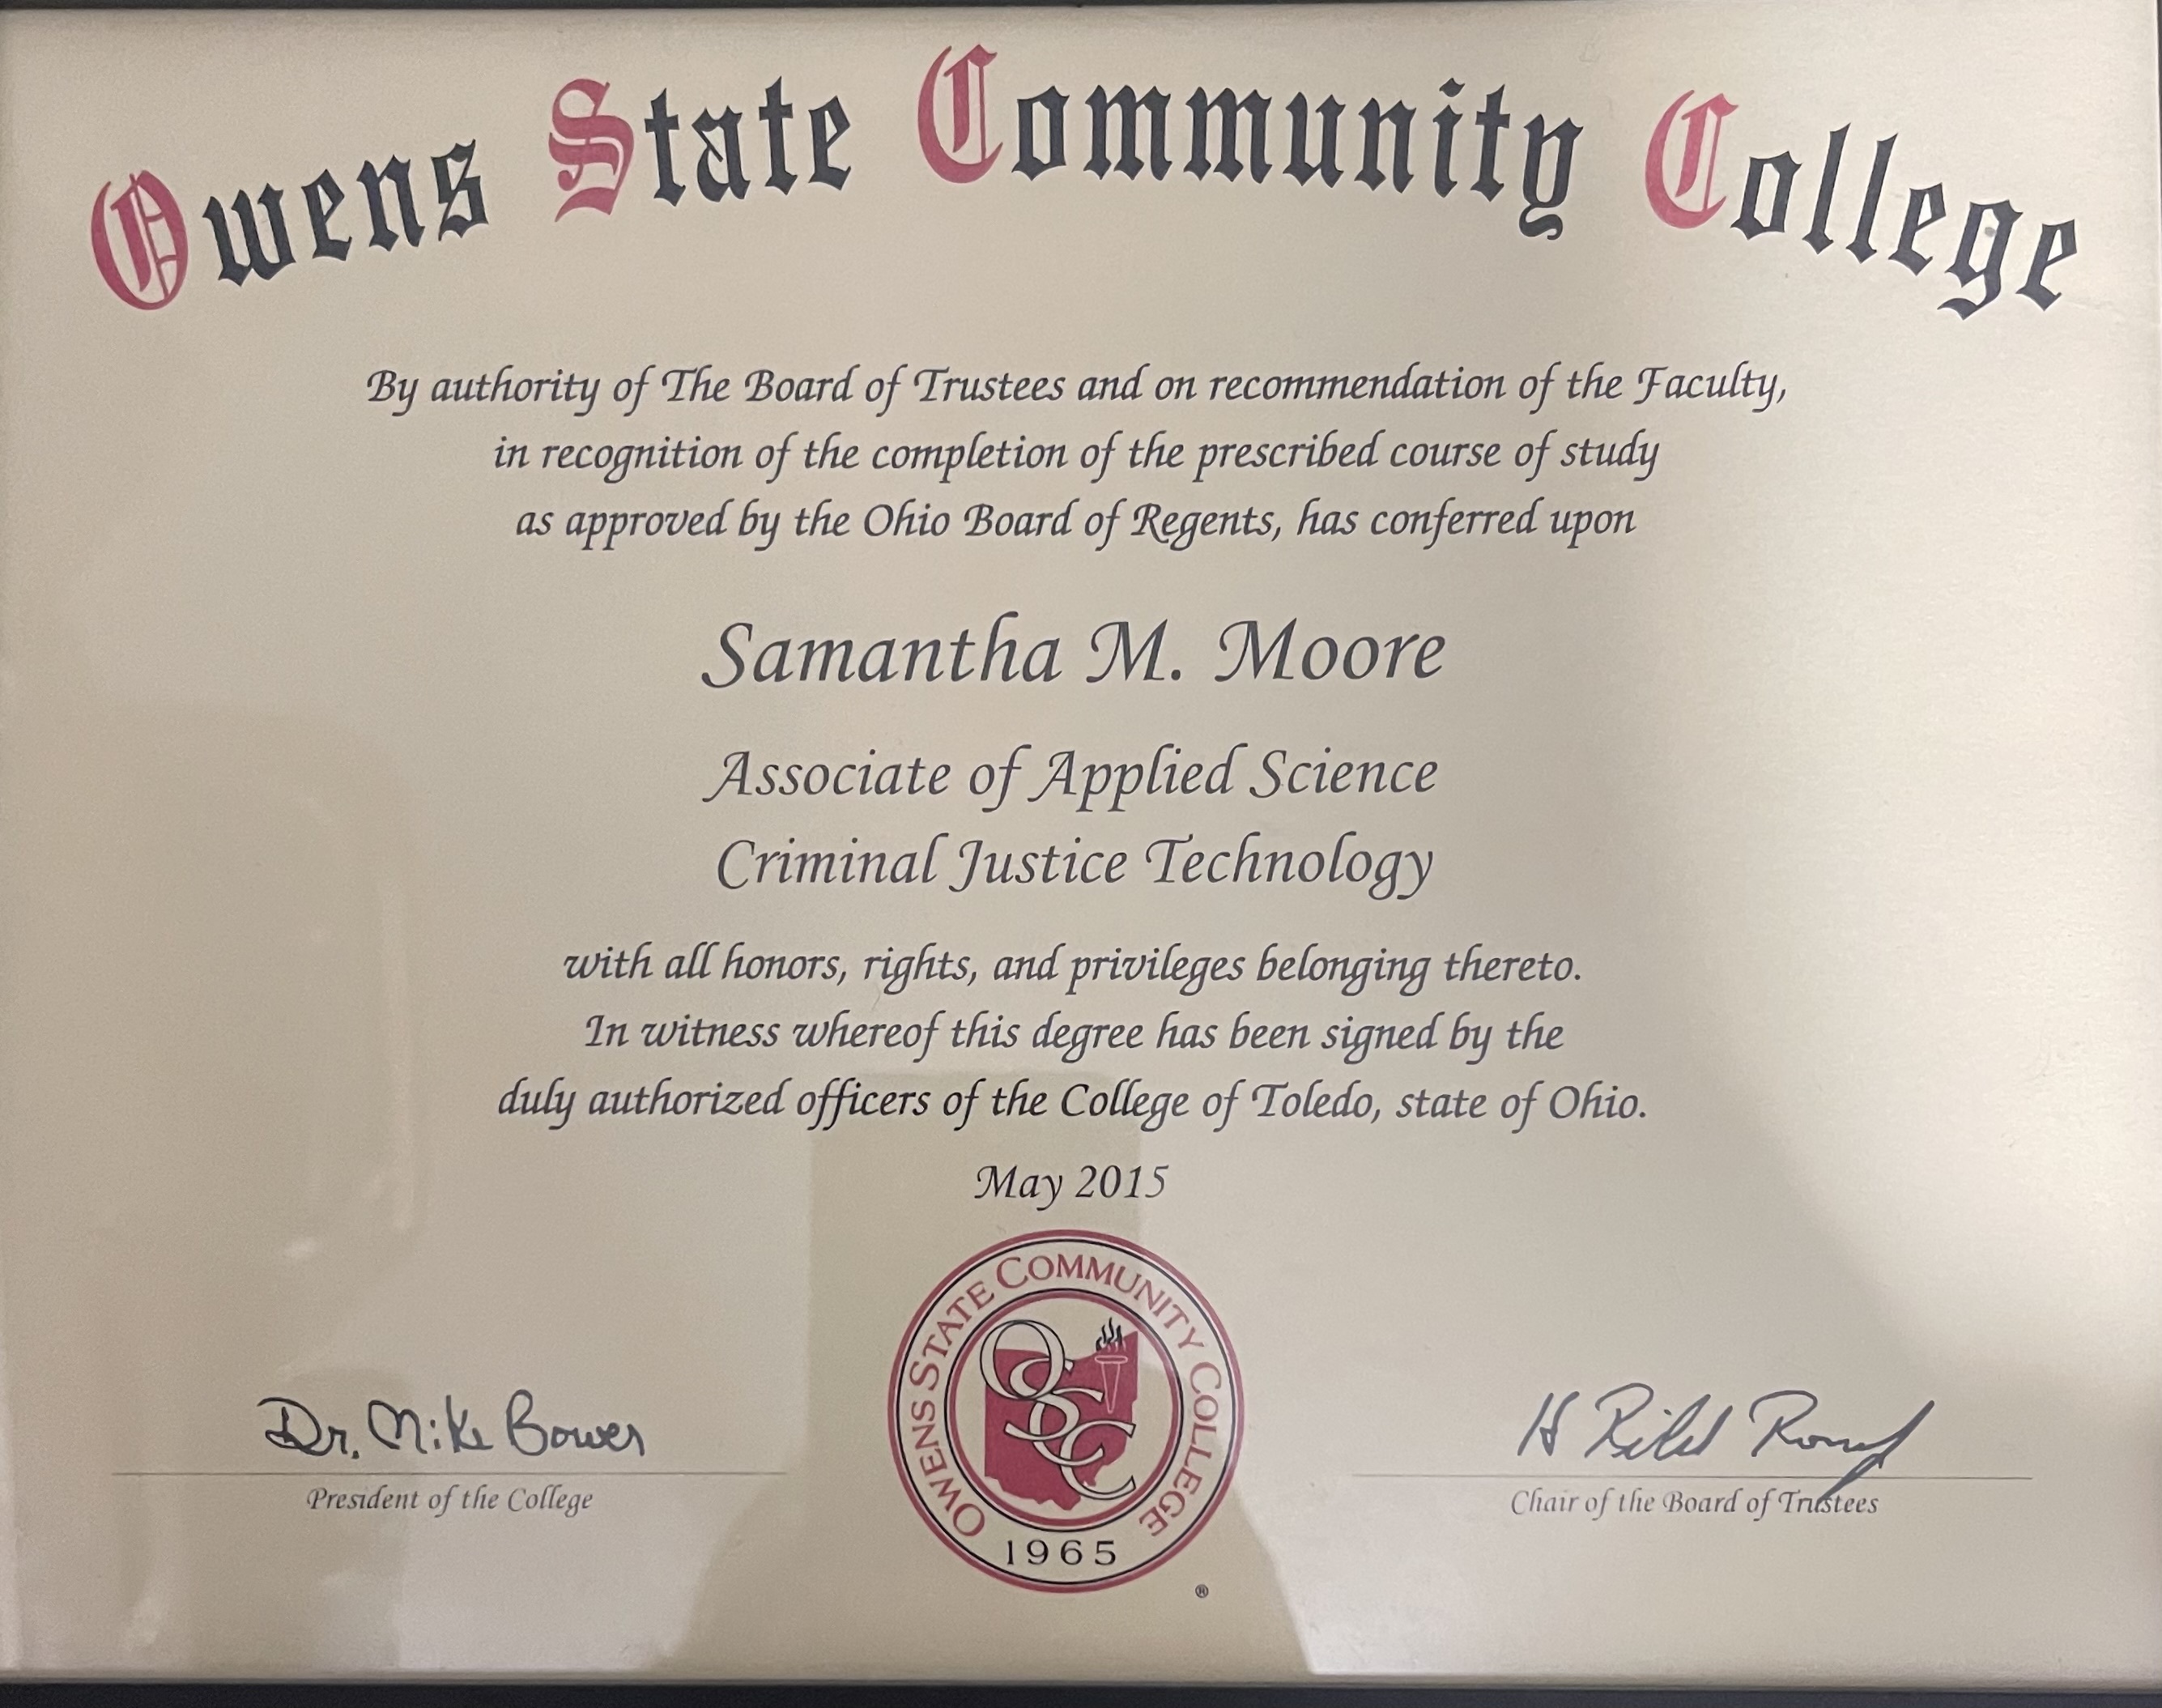 Owens State Community College
By authority of The Board of Trustees and on recommendation of the Faculty,
in recognition of the completion of the prescribed course of study
as approved by the Ohio Board of Regents, has conferred upon
Samantha M. Moore
Associate of Applied Science
Criminal Justice Technology
with all honors, rights, and privileges belonging thereto.
In witness whereof this degree has been signed by the
duly authorized officers of the College of Toledo, state of Ohio.
May 2015
OWENS STATE COMMUNITY COLLEGE
OSCC
1965
®
Dr. Mike Bower
President of the College
H
Chair of the Board of Trustees